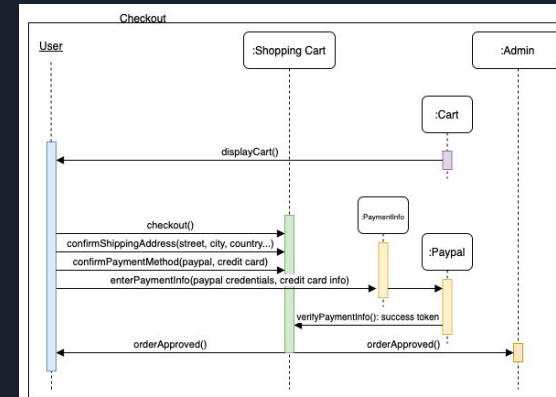 Checkout
User
:Shopping Cart
:Admin
:Cart
displayCart()
:PaymentInfo
checkout()
confirmShippingAddress(street, city, country...)
:Paypal
confirmPaymentMethod(paypal, credit card)
enterPaymentInfo(paypal credentials, credit card info)
verifyPaymentInfo(): success token
orderApproved()
orderApproved()